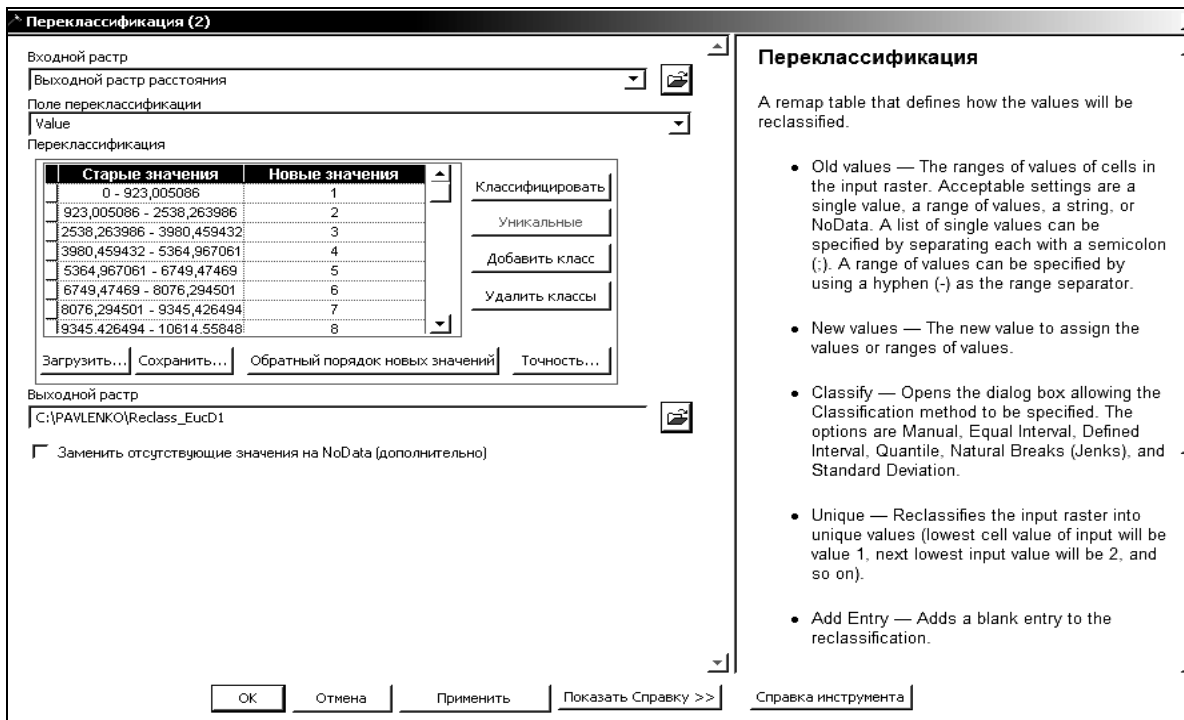 Переклассификация (2)
Входной растр
Выходной растр расстояния
Поле переклассификации
Value
Переклассификация
Старые значения Новые значения
0 - 923,005086 1
923,005086 - 2538,263986 2
2538,263986 - 3980,459432 3
3980,459432 - 5364,967061 4
5364,967061 - 6749,47469 5
6749,47469 - 8076,294501 6
8076,294501 - 9345,426494 7
9345.426494 - 10614.55848 8
Классифицировать
Уникальные
Добавить класс
Удалить классы
Загрузить... Сохранить... Обратный порядок новых значений Точность...
Выходной растр
C:\PAVLENKO\Reclass_EucD1
Заменить отсутствующие значения на NoData (дополнительно)
OK Отмена Применить Показать Справку >> Справка инструмента
Переклассификация
A remap table that defines how the values will be
reclassified.
• Old values — The ranges of values of cells in
the input raster. Acceptable settings are a
single value, a range of values, a string, or
NoData. A list of single values can be
specified by separating each with a semicolon
(;). A range of values can be specified by
using a hyphen (-) as the range separator.
• New values — The new value to assign the
values or ranges of values.
• Classify — Opens the dialog box allowing the
Classification method to be specified. The
options are Manual, Equal Interval, Defined
Interval, Quantile, Natural Breaks (Jenks), and
Standard Deviation.
• Unique — Reclassifies the input raster into
unique values (lowest cell value of input will be
value 1, next lowest input value will be 2, and
so on).
• Add Entry — Adds a blank entry to the
reclassification.